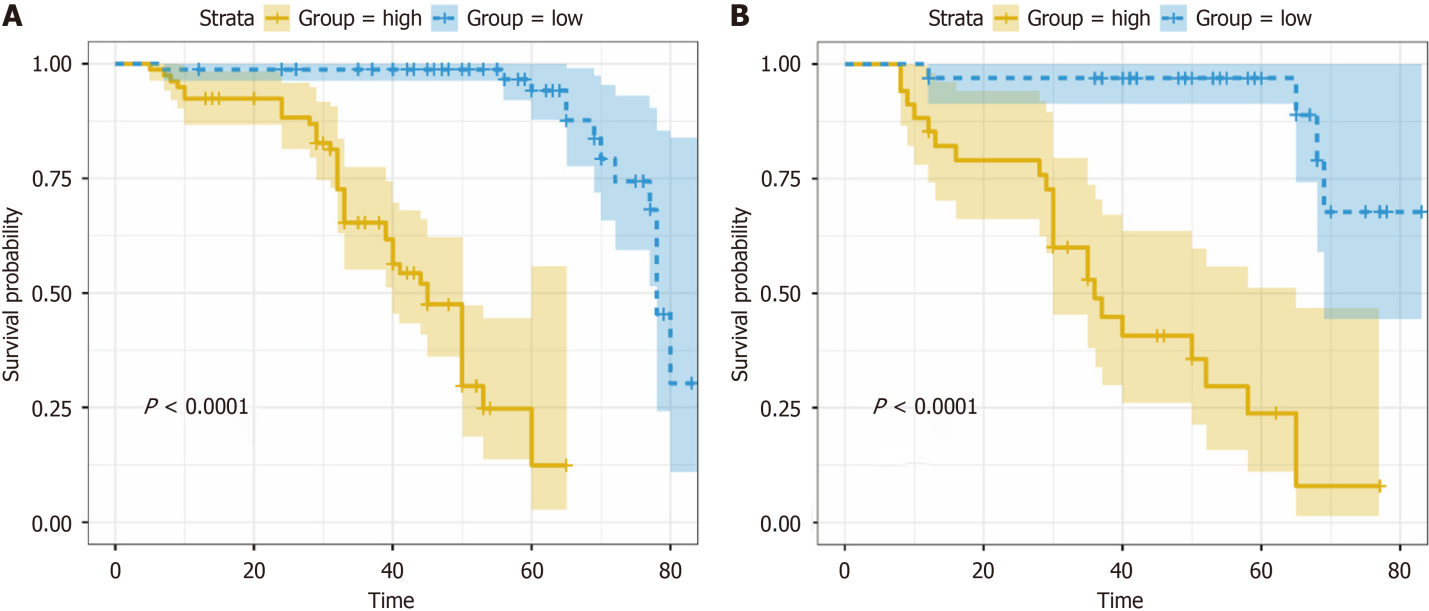 A
Strata Group = high Group = low
Survival probability
1.00
0.75
0.50
0.25
0.00
P < 0.0001
0 20 40 60 80
Time
B
Strata Group = high Group = low
Survival probability
1.00
0.75
0.50
0.25
0.00
P < 0.0001
0 20 40 60 80
Time